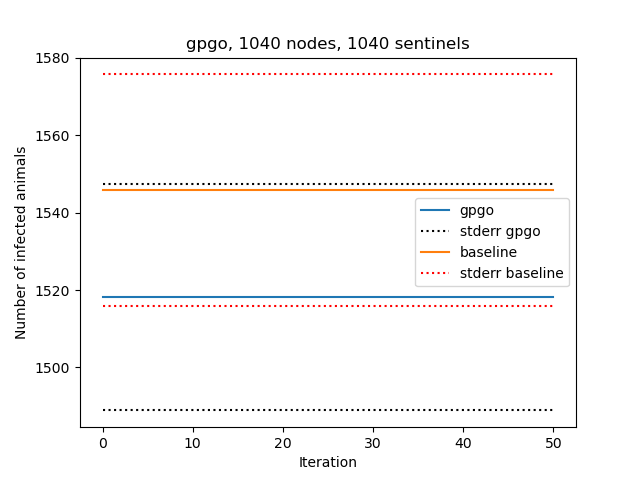 gpgo, 1040 nodes, 1040 sentinels
1580
1560
1540
1520
1500
Number of infected animals
gpgo
stderr gpgo
baseline
stderr baseline
0 10 20 30 40 50
Iteration